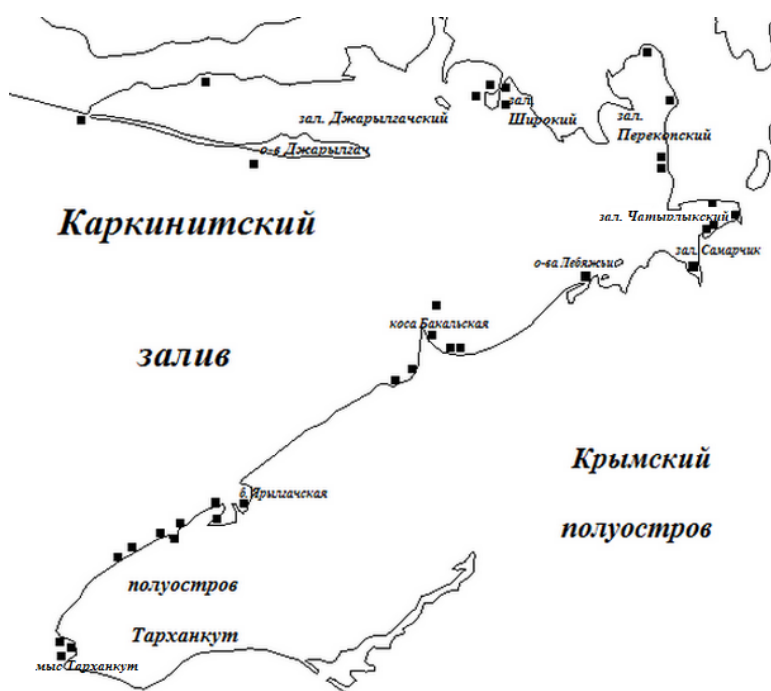 зал. Джарылгачский
зал.
Широкий
зал.
Перекопский
о-в Джарылгач
Каркинитский
зал. Чатырлыкский
зал. Самарчик
о-ва Лебяжьи
коса Бакальская
залив
Крымский
б. Ярылгачская
полуостров
полуостров
Тарханкут
мыс Тарханкут